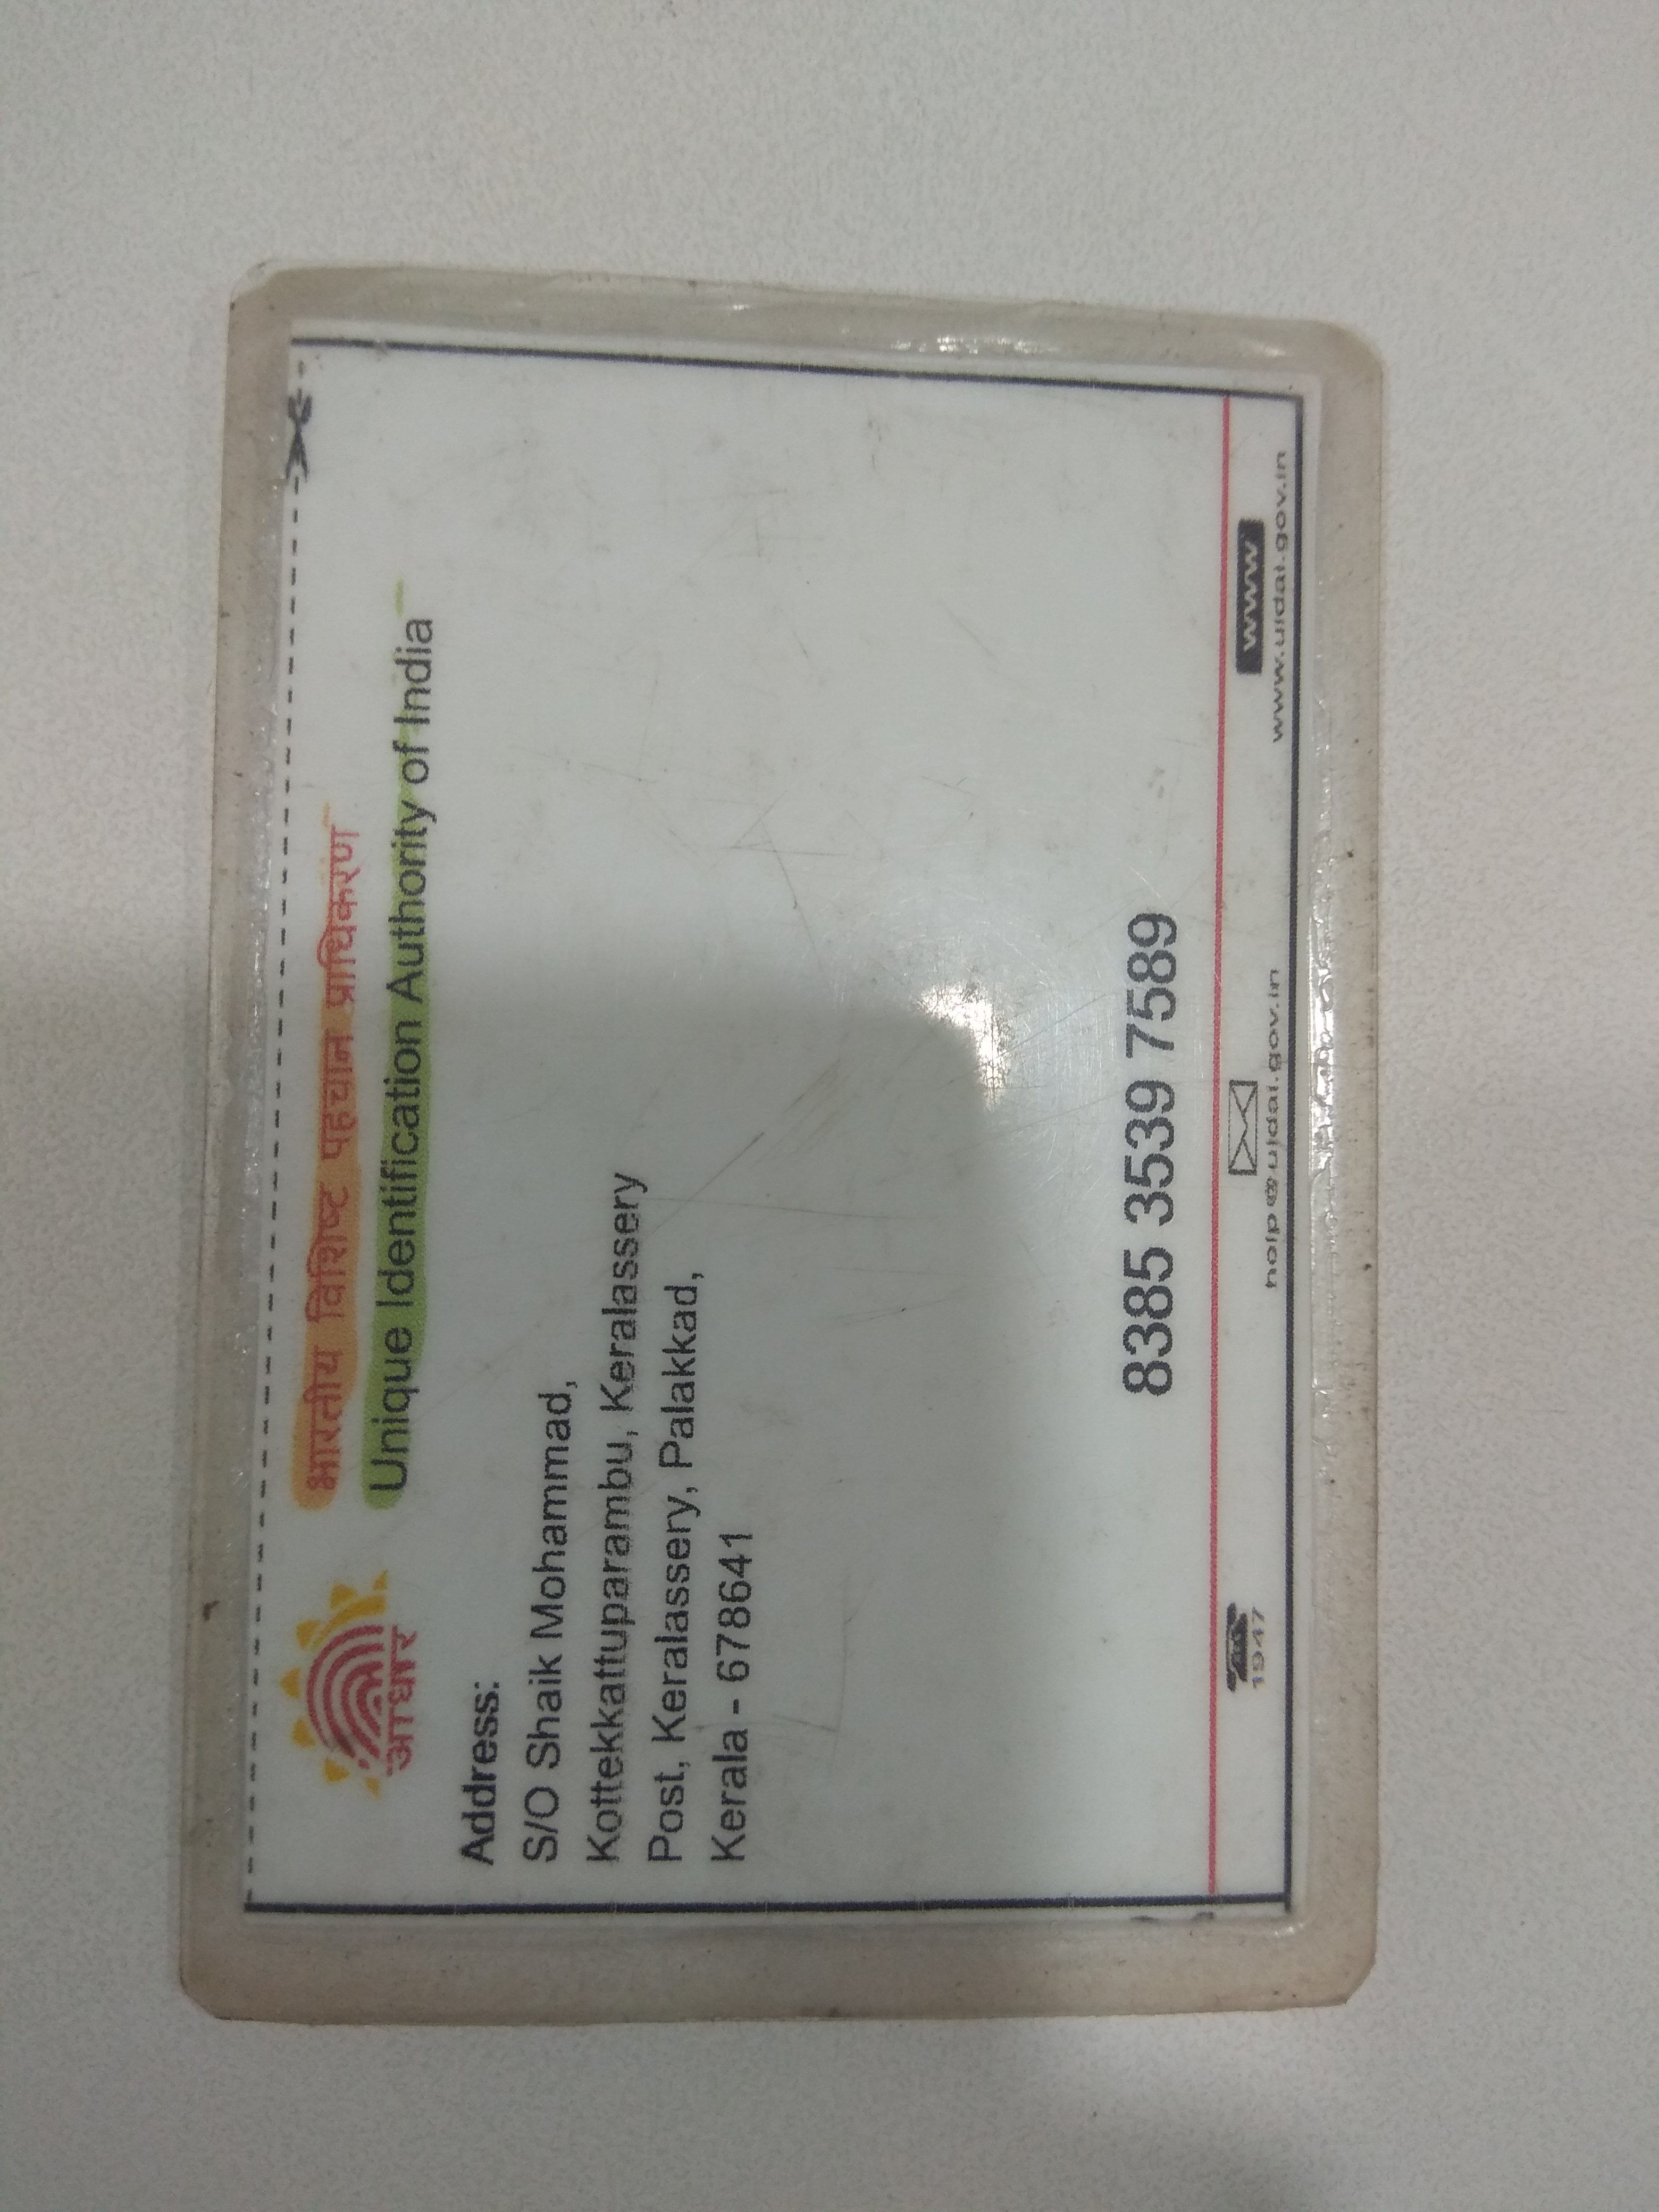 भारतीय विशिष्ट पहचान प्राधिकरण
Unique Identification Authority of India
आधार
Address:
S/O Shaik Mohammad,
Kottekkattuparambu, Keralassery
Post, Keralassery, Palakkad,
Kerala - 678641
8385 3539 7589
1947
help@uidai.gov.in
www
www.uidai.gov.in